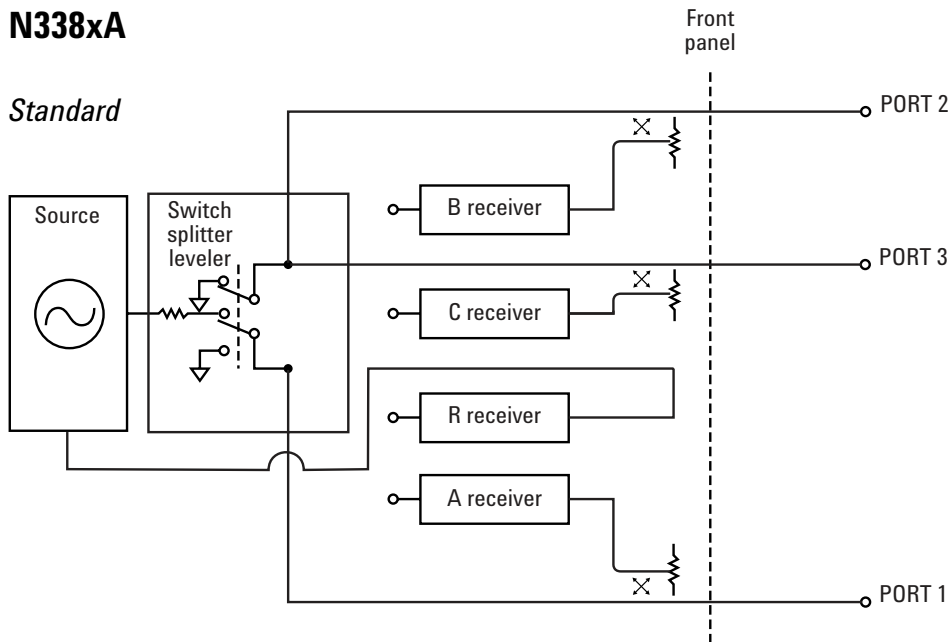 N338xA
Standard
Front
panel
PORT 2
Source
Switch
splitter
leveler
B receiver
PORT 3
C receiver
R receiver
A receiver
PORT 1